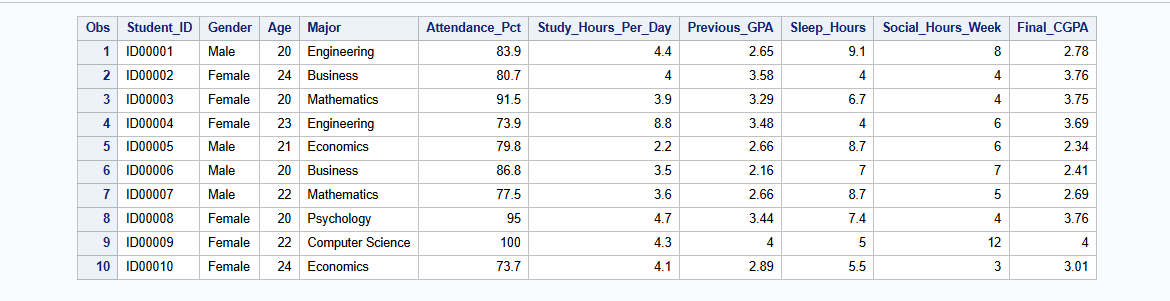 Obs Student_ID Gender Age Major Attendance_Pct Study_Hours_Per_Day Previous_GPA Sleep_Hours Social_Hours_Week Final_CGPA
1 ID00001 Male 20 Engineering 83.9 4.4 2.65 9.1 8 2.78
2 ID00002 Female 24 Business 80.7 4 3.58 4 4 3.76
3 ID00003 Female 20 Mathematics 91.5 3.9 3.29 6.7 4 3.75
4 ID00004 Female 23 Engineering 73.9 8.8 3.48 4 6 3.69
5 ID00005 Male 21 Economics 79.8 2.2 2.66 8.7 6 2.34
6 ID00006 Male 20 Business 86.8 3.5 2.16 7 7 2.41
7 ID00007 Male 22 Mathematics 77.5 3.6 2.66 8.7 5 2.69
8 ID00008 Female 20 Psychology 95 4.7 3.44 7.4 4 3.76
9 ID00009 Female 22 Computer Science 100 4.3 4 5 12 4
10 ID00010 Female 24 Economics 73.7 4.1 2.89 5.5 3 3.01